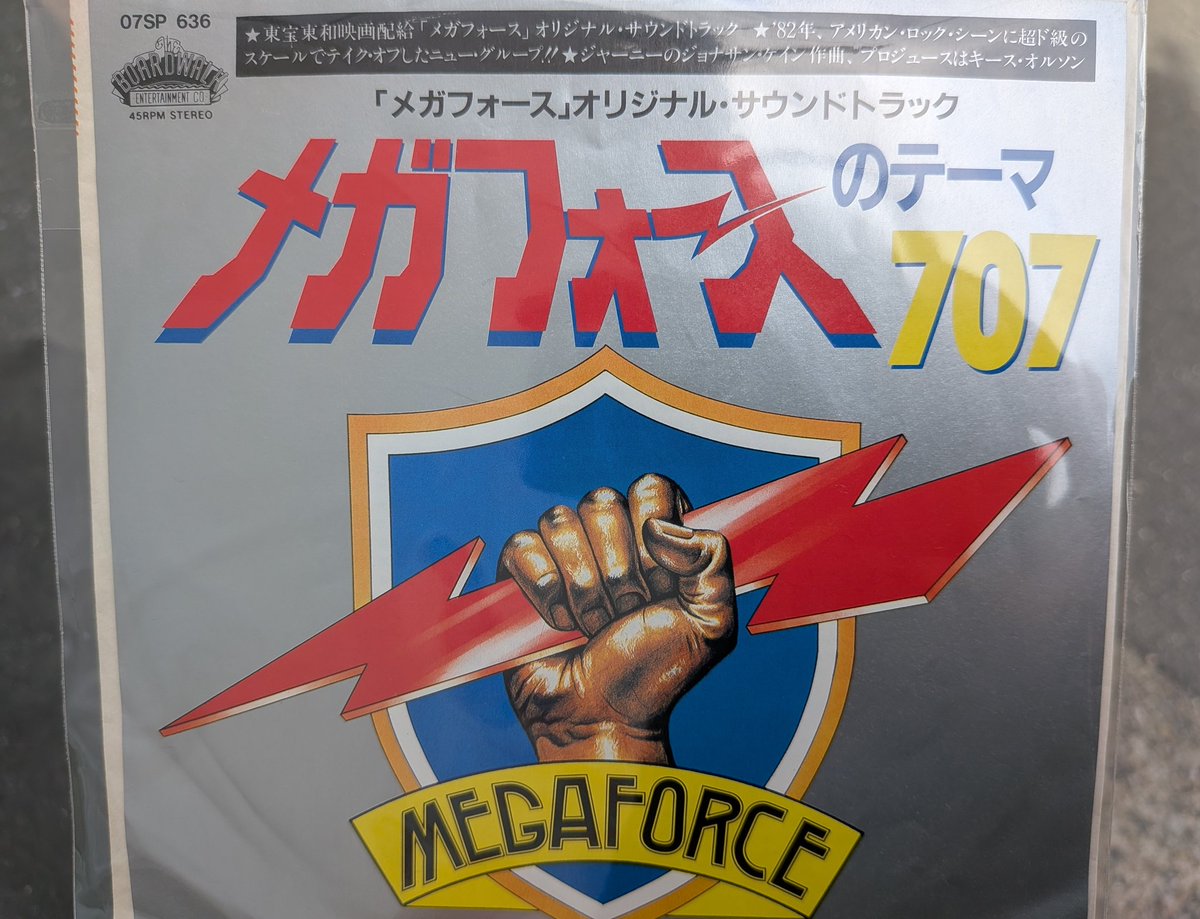 07SP 636
The
BOARDWALK
ENTERTAINMENT CO.
45RPM STEREO
★東宝東和映画配給「メガフォース」オリジナル・サウンドトラック ★'82年、アメリカン・ロック・シーンに超ド級の
スケールでテイク・オフしたニュー・グループ!!★ジャーニーのジョナサン・ケイン作曲、プロジュースはキース・オルソン
「メガフォース」オリジナル・サウンドトラック
メガフォースのテーマ
707
MEGAFORCE